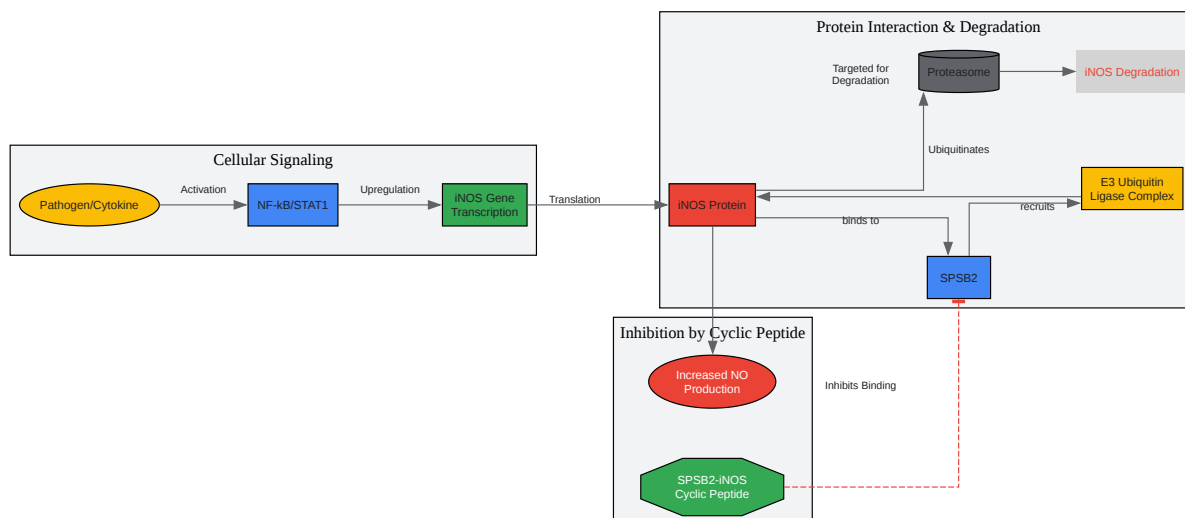 Protein Interaction & Degradation
Targeted for
Degradation
Proteasome
iNOS Degradation
Ubiquitinates
Cellular Signaling
Pathogen/Cytokine
Activation
NF-kB/STAT1
Upregulation
iNOS Gene
Transcription
Translation
iNOS Protein
binds to
recruits
E3 Ubiquitin
Ligase Complex
SPSB2
Inhibition by Cyclic Peptide
Increased NO
Production
Inhibits Binding
SPSB2-iNOS
Cyclic Peptide